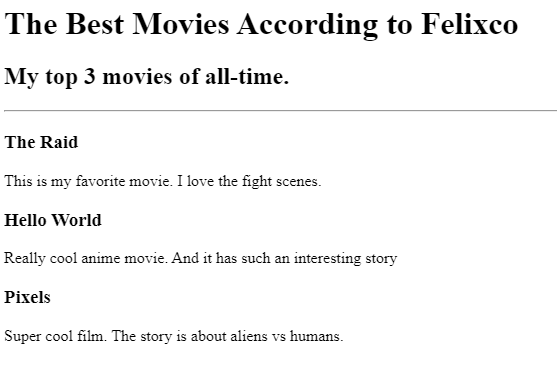 The Best Movies According to Felixco
My top 3 movies of all-time.
The Raid
This is my favorite movie. I love the fight scenes.
Hello World
Really cool anime movie. And it has such an interesting story
Pixels
Super cool film. The story is about aliens vs humans.